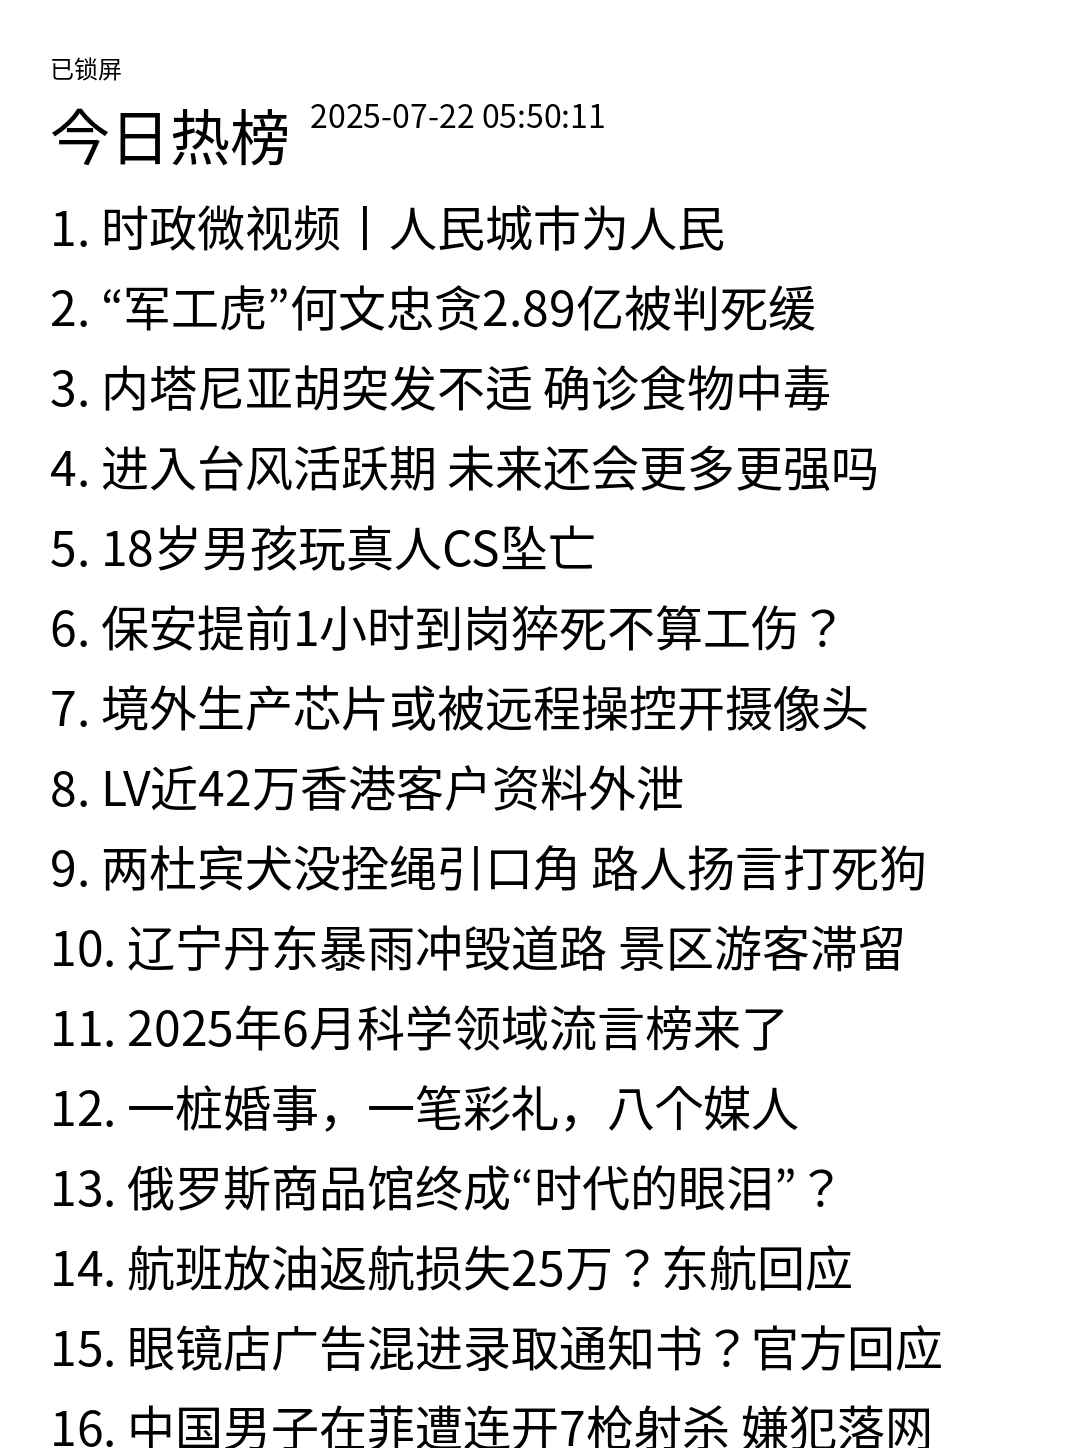 已锁屏
今日热榜 2025-07-22 05:50:11
1. 时政微视频丨人民城市为人民
2. “军工虎”何文忠贪2.89亿被判死缓
3. 内塔尼亚胡突发不适 确诊食物中毒
4. 进入台风活跃期 未来还会更多更强吗
5. 18岁男孩玩真人CS坠亡
6. 保安提前1小时到岗猝死不算工伤？
7. 境外生产芯片或被远程操控开摄像头
8. LV近42万香港客户资料外泄
9. 两杜宾犬没拴绳引口角 路人扬言打死狗
10. 辽宁丹东暴雨冲毁道路 景区游客滞留
11. 2025年6月科学领域流言榜来了
12. 一桩婚事，一笔彩礼，八个媒人
13. 俄罗斯商品馆终成“时代的眼泪”？
14. 航班放油返航损失25万？东航回应
15. 眼镜店广告混进录取通知书？官方回应
16. 中国男子在菲遭连开7枪射杀 嫌犯落网